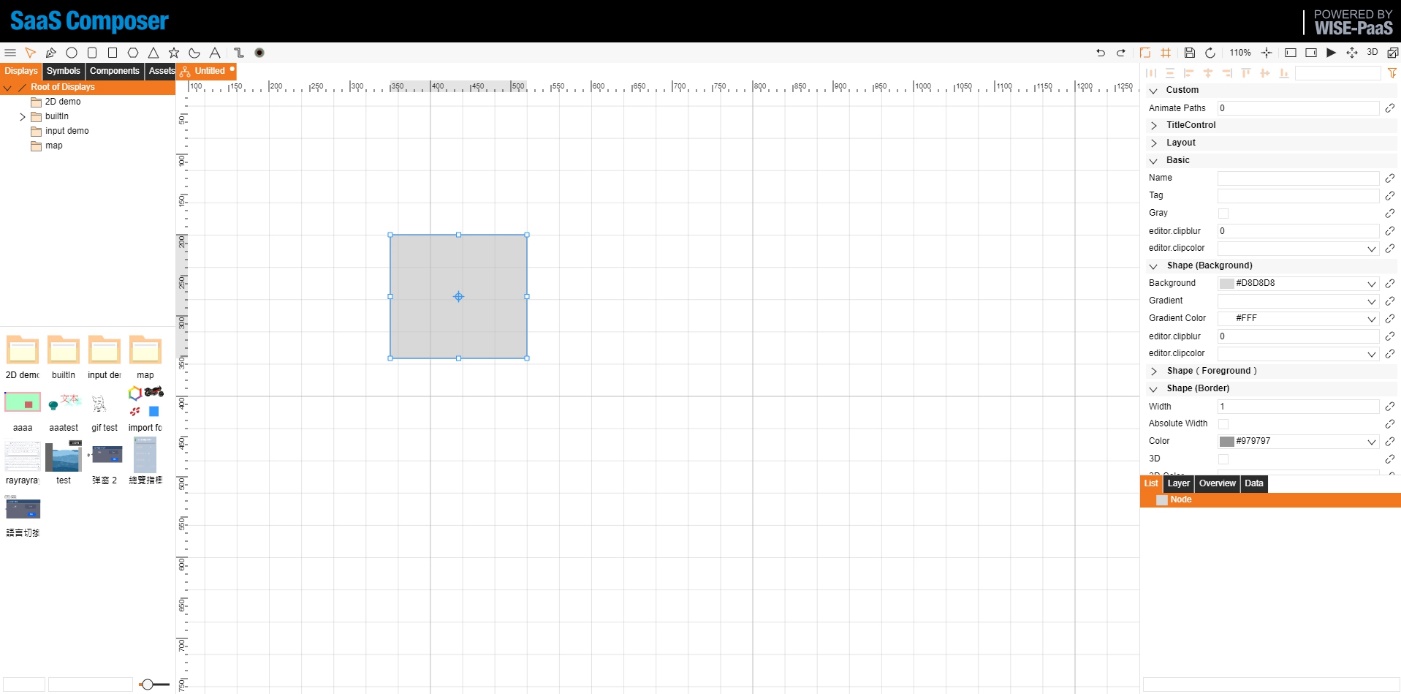 SaaS Composer
POWERED BY
WISE-PaaS
110%
3D
Displays Symbols Components Assets
Untitled
Root of Displays
2D demo
builtIn
input demo
map
100 150 200 250 300 350 400 450 500 550 600 650 700 750 800 850 900 950 1000 1050 1100 1150 1200 1250
50
100
150
200
250
300
350
400
450
500
550
600
650
700
750
2D demo builtIn input de map
aaaa aaatest gif test import fo
文本
rayrayra test 弹窗 2 總覽指標
Custom
Animate Paths 0
TitleControl
Layout
Basic
Name
Tag
Gray
editor.clipblur 0
editor.clipcolor
Shape (Background)
Background #D8D8D8
Gradient
Gradient Color #FFF
editor.clipblur 0
editor.clipcolor
Shape ( Foreground )
Shape (Border)
Width 1
Absolute Width
Color #979797
3D
List Layer Overview Data
Node